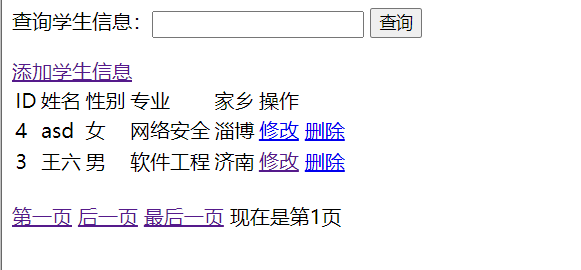 查询学生信息： 查询
添加学生信息
ID 姓名 性别 专业 家乡 操作
4 asd 女 网络安全 淄博 修改 删除
3 王六 男 软件工程 济南 修改 删除
第一页 后一页 最后一页 现在是第1页